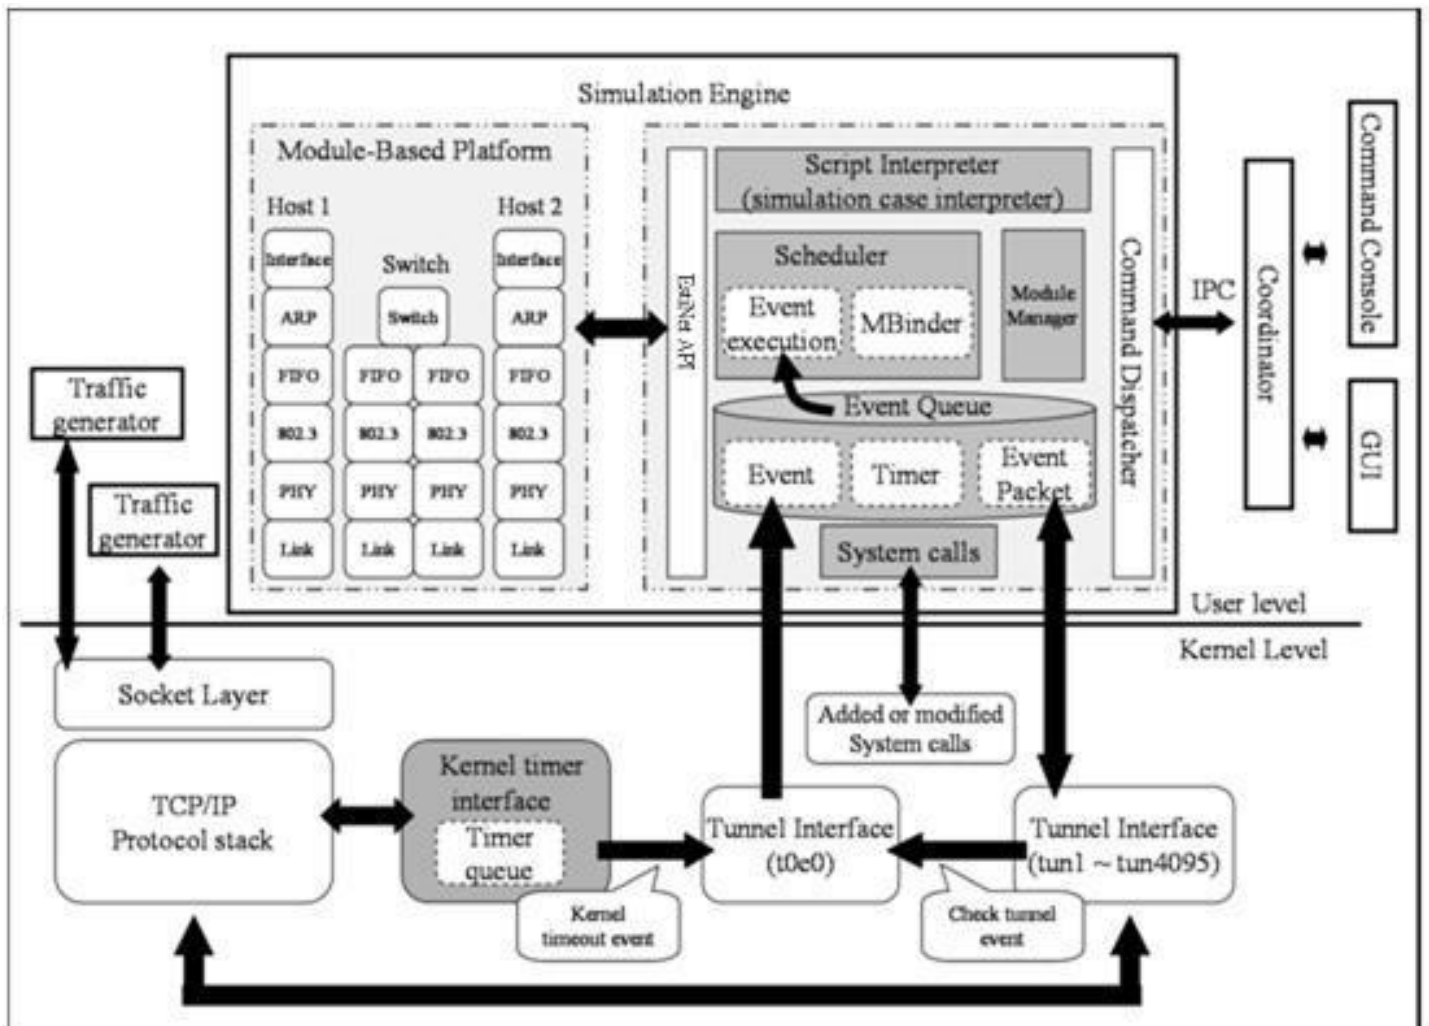 Simulation Engine
Module-Based Platform
Host 1
Host 2
Switch
Interface
ARP
FIFO
802.3
PHY
Link
Switch
FIFO
FIFO
802.3
802.3
PHY
PHY
Link
Link
Interface
ARP
FIFO
802.3
PHY
Link
EstiNet API
Script Interpreter
(simulation case interpreter)
Scheduler
Event
execution
MBinder
Module
Manager
Event Queue
Event
Timer
Event
Packet
System calls
Command Dispatcher
IPC
Coordinator
Command Console
GUI
Traffic
generator
Traffic
generator
User level
Kernel Level
Socket Layer
TCP/IP
Protocol stack
Kernel timer
interface
Timer
queue
Kernel
timeout event
Tunnel Interface
(t0e0)
Added or modified
System calls
Tunnel Interface
(tun1 ~ tun4095)
Check tunnel
event